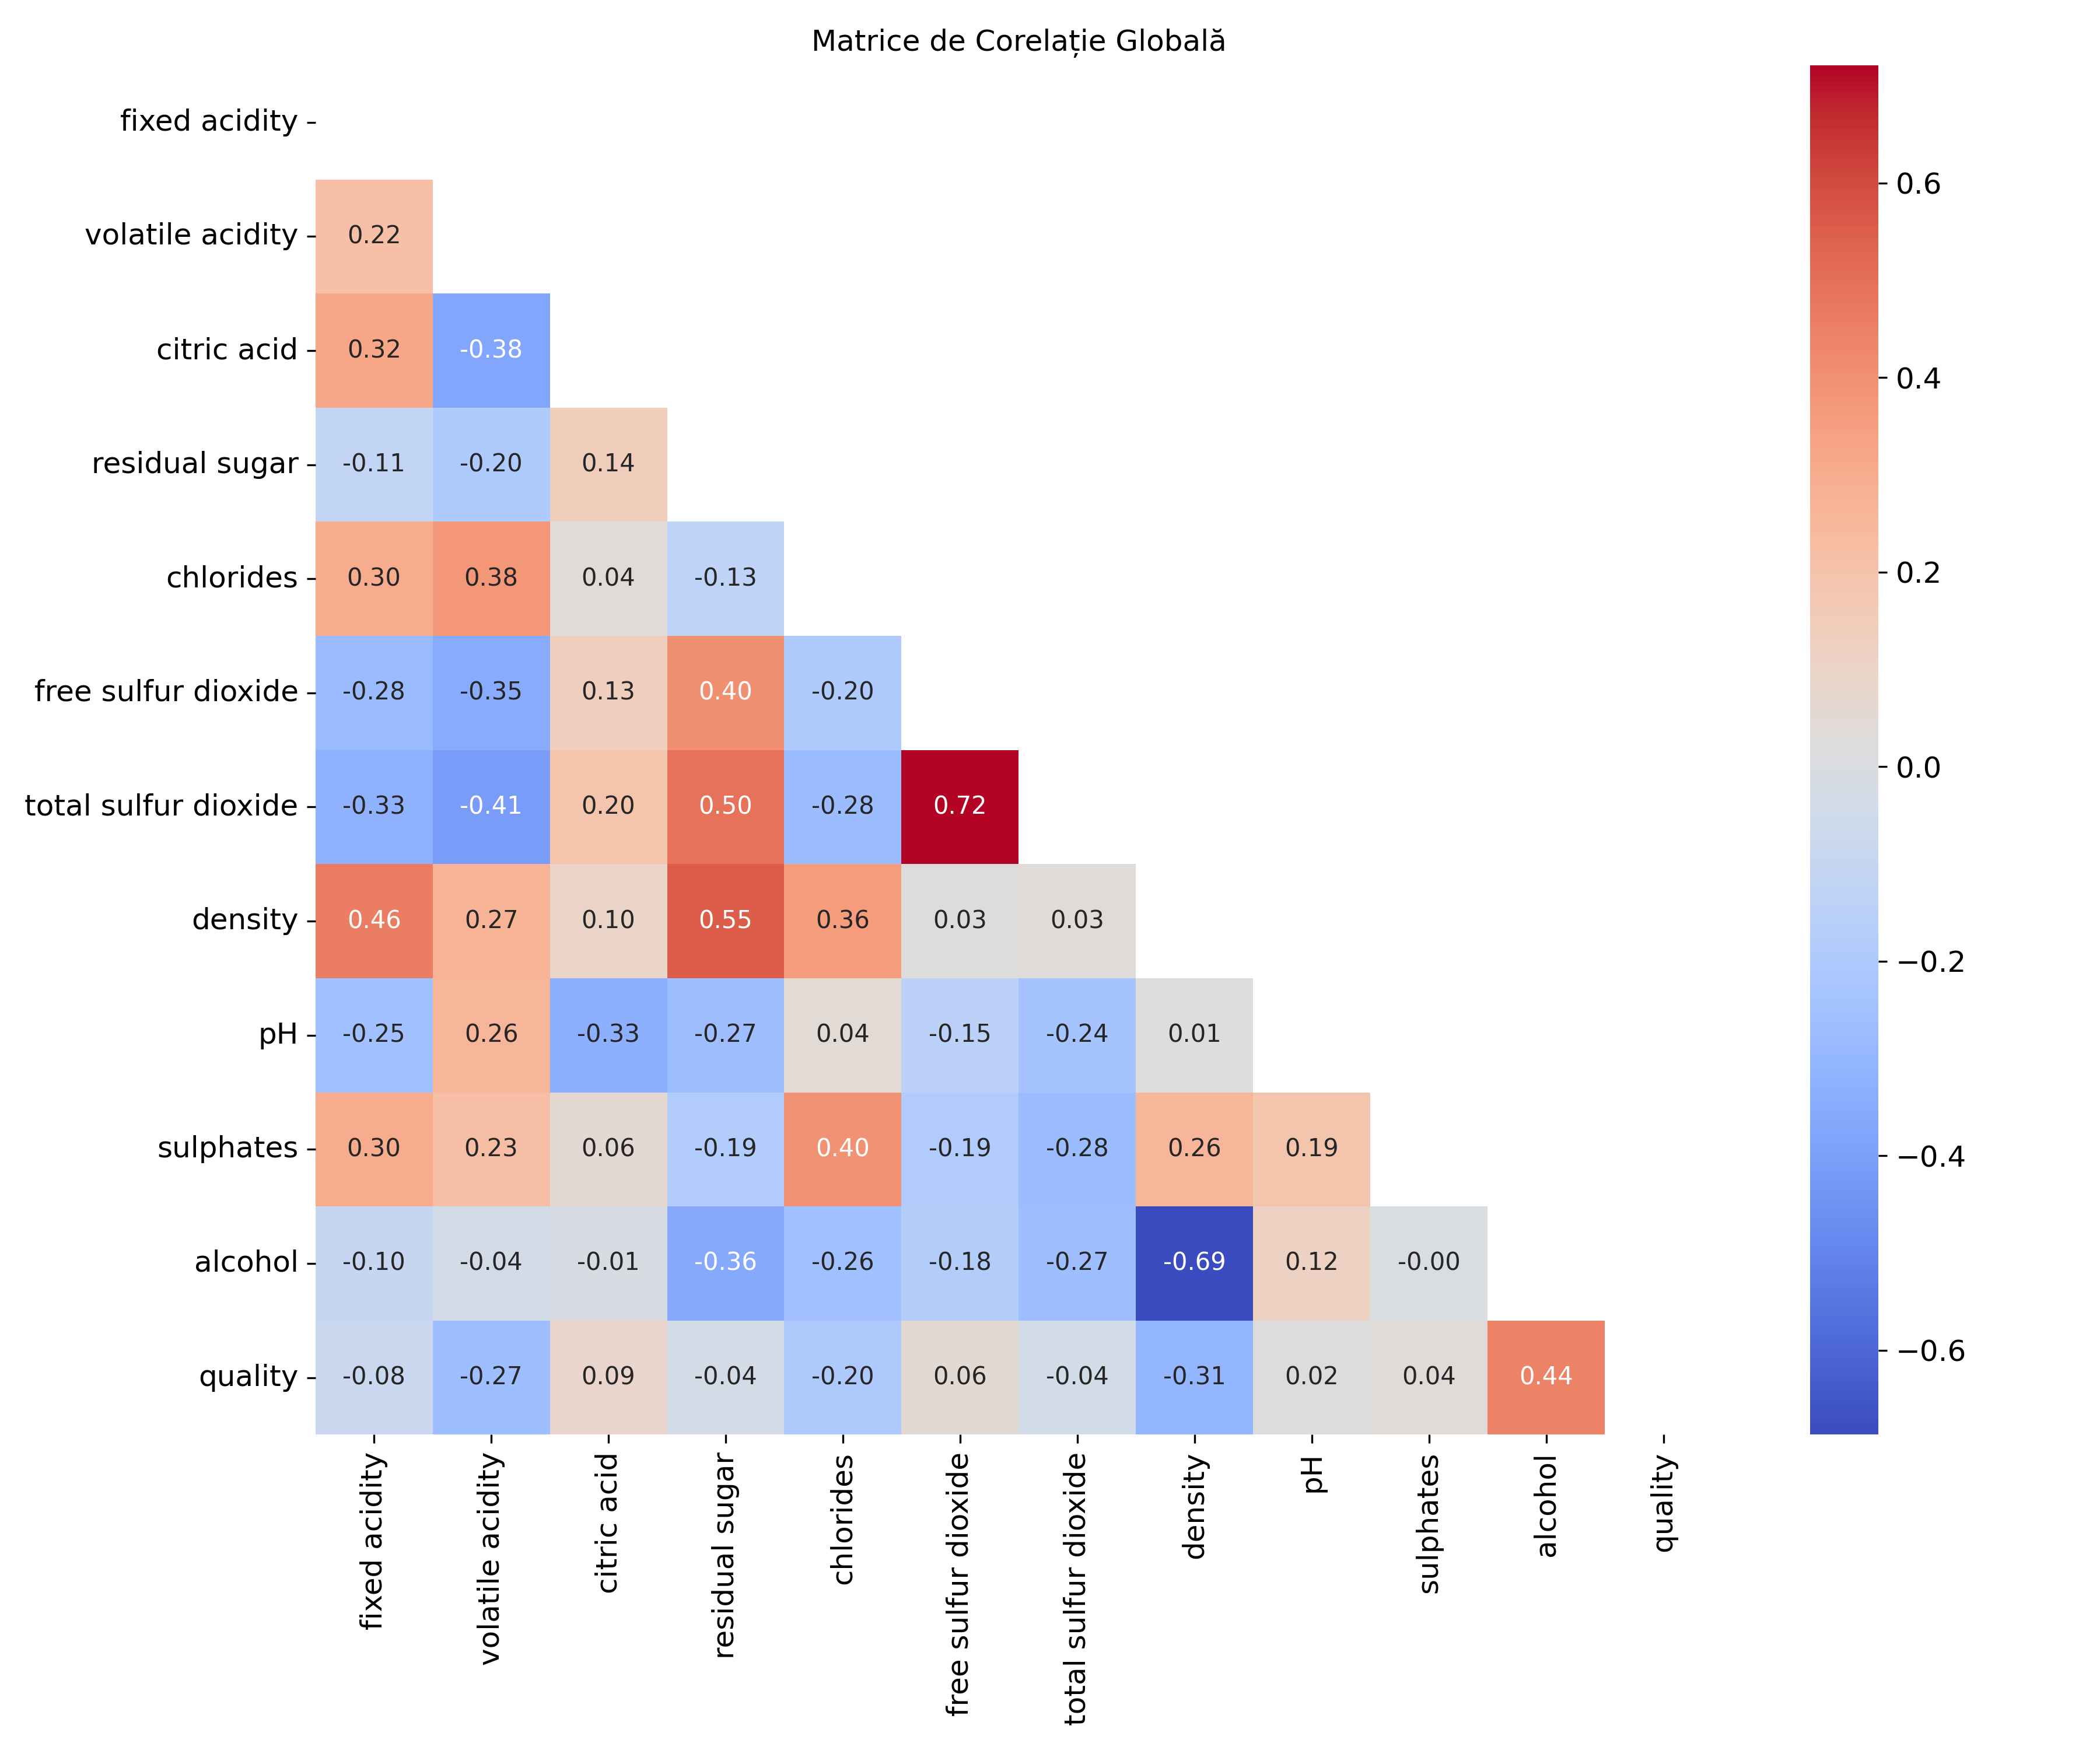 Matrice de Corelație Globală
fixed acidity
volatile acidity 0.22
citric acid 0.32 -0.38
residual sugar -0.11 -0.20 0.14
chlorides 0.30 0.38 0.04 -0.13
free sulfur dioxide -0.28 -0.35 0.13 0.40 -0.20
total sulfur dioxide -0.33 -0.41 0.20 0.50 -0.28 0.72
density 0.46 0.27 0.10 0.55 0.36 0.03 0.03
pH -0.25 0.26 -0.33 -0.27 0.04 -0.15 -0.24 0.01
sulphates 0.30 0.23 0.06 -0.19 0.40 -0.19 -0.28 0.26 0.19
alcohol -0.10 -0.04 -0.01 -0.36 -0.26 -0.18 -0.27 -0.69 0.12 -0.00
quality -0.08 -0.27 0.09 -0.04 -0.20 0.06 -0.04 -0.31 0.02 0.04 0.44
fixed acidity
volatile acidity
citric acid
residual sugar
chlorides
free sulfur dioxide
total sulfur dioxide
density
pH
sulphates
alcohol
quality
0.6
0.4
0.2
0.0
−0.2
−0.4
−0.6